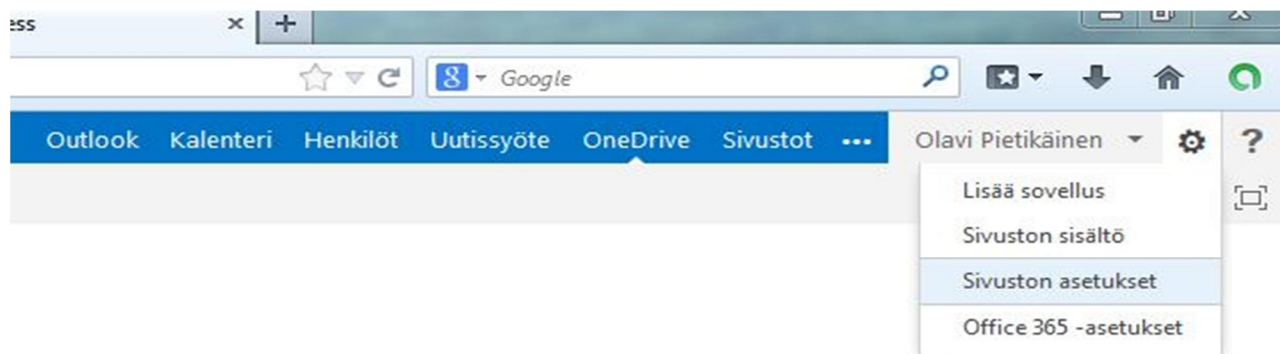 ess
Google
Outlook Kalenteri Henkilöt Uutissyöte OneDrive Sivustot ••• Olavi Pietikäinen ?
Lisää sovellus
Sivuston sisältö
Sivuston asetukset
Office 365 -asetukset